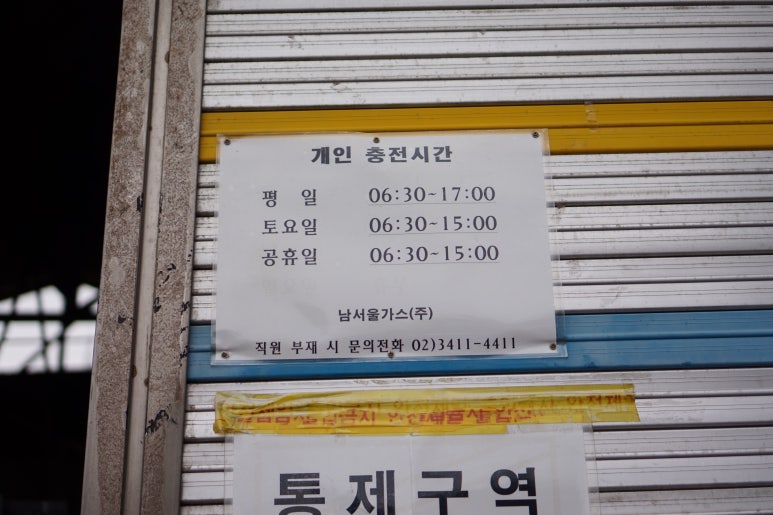 개인 충전시간
평 일 06:30~17:00
토요일 06:30~15:00
공휴일 06:30~15:00
남서울가스(주)
직원 부재 시 문의전화 02)3411-4411
통제구역